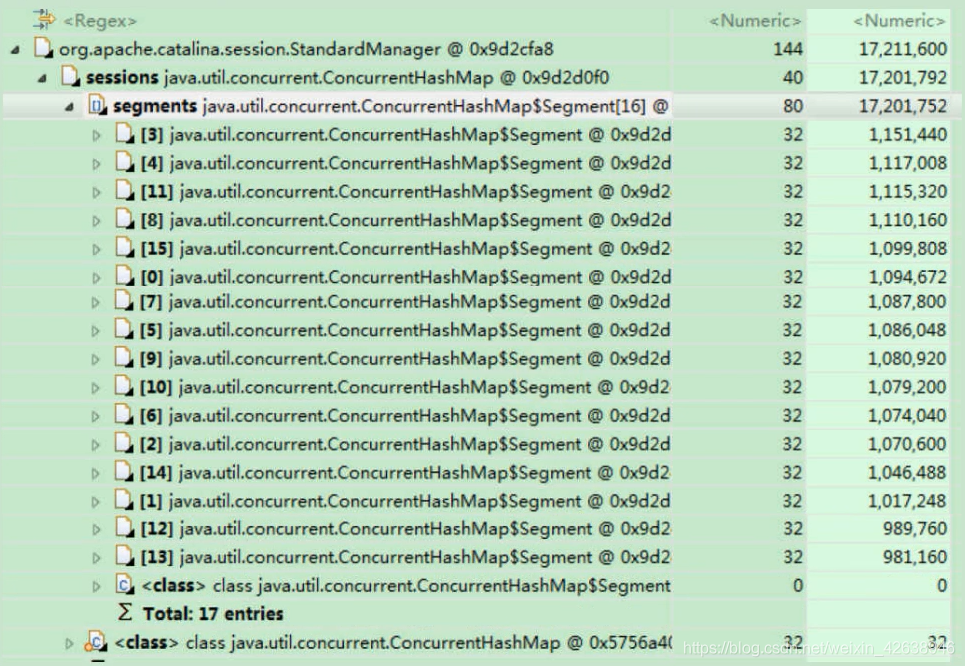 <Regex> <Numeric> <Numeric>
org.apache.catalina.session.StandardManager @ 0x9d2cfa8 144 17,211,600
sessions java.util.concurrent.ConcurrentHashMap @ 0x9d2d0f0 40 17,201,792
segments java.util.concurrent.ConcurrentHashMap$Segment[16] @ 80 17,201,752
[3] java.util.concurrent.ConcurrentHashMap$Segment @ 0x9d2d 32 1,151,440
[4] java.util.concurrent.ConcurrentHashMap$Segment @ 0x9d2d 32 1,117,008
[11] java.util.concurrent.ConcurrentHashMap$Segment @ 0x9d2 32 1,115,320
[8] java.util.concurrent.ConcurrentHashMap$Segment @ 0x9d2d 32 1,110,160
[15] java.util.concurrent.ConcurrentHashMap$Segment @ 0x9d2 32 1,099,808
[0] java.util.concurrent.ConcurrentHashMap$Segment @ 0x9d2d 32 1,094,672
[7] java.util.concurrent.ConcurrentHashMap$Segment @ 0x9d2d 32 1,087,800
[5] java.util.concurrent.ConcurrentHashMap$Segment @ 0x9d2d 32 1,086,048
[9] java.util.concurrent.ConcurrentHashMap$Segment @ 0x9d2d 32 1,080,920
[10] java.util.concurrent.ConcurrentHashMap$Segment @ 0x9d2 32 1,079,200
[6] java.util.concurrent.ConcurrentHashMap$Segment @ 0x9d2d 32 1,074,040
[2] java.util.concurrent.ConcurrentHashMap$Segment @ 0x9d2d 32 1,070,600
[14] java.util.concurrent.ConcurrentHashMap$Segment @ 0x9d2 32 1,046,488
[1] java.util.concurrent.ConcurrentHashMap$Segment @ 0x9d2d 32 1,017,248
[12] java.util.concurrent.ConcurrentHashMap$Segment @ 0x9d2 32 989,760
[13] java.util.concurrent.ConcurrentHashMap$Segment @ 0x9d2 32 981,160
<class> class java.util.concurrent.ConcurrentHashMap$Segment 0 0
Σ Total: 17 entries
<class> class java.util.concurrent.ConcurrentHashMap @ 0x5756a40 32 32